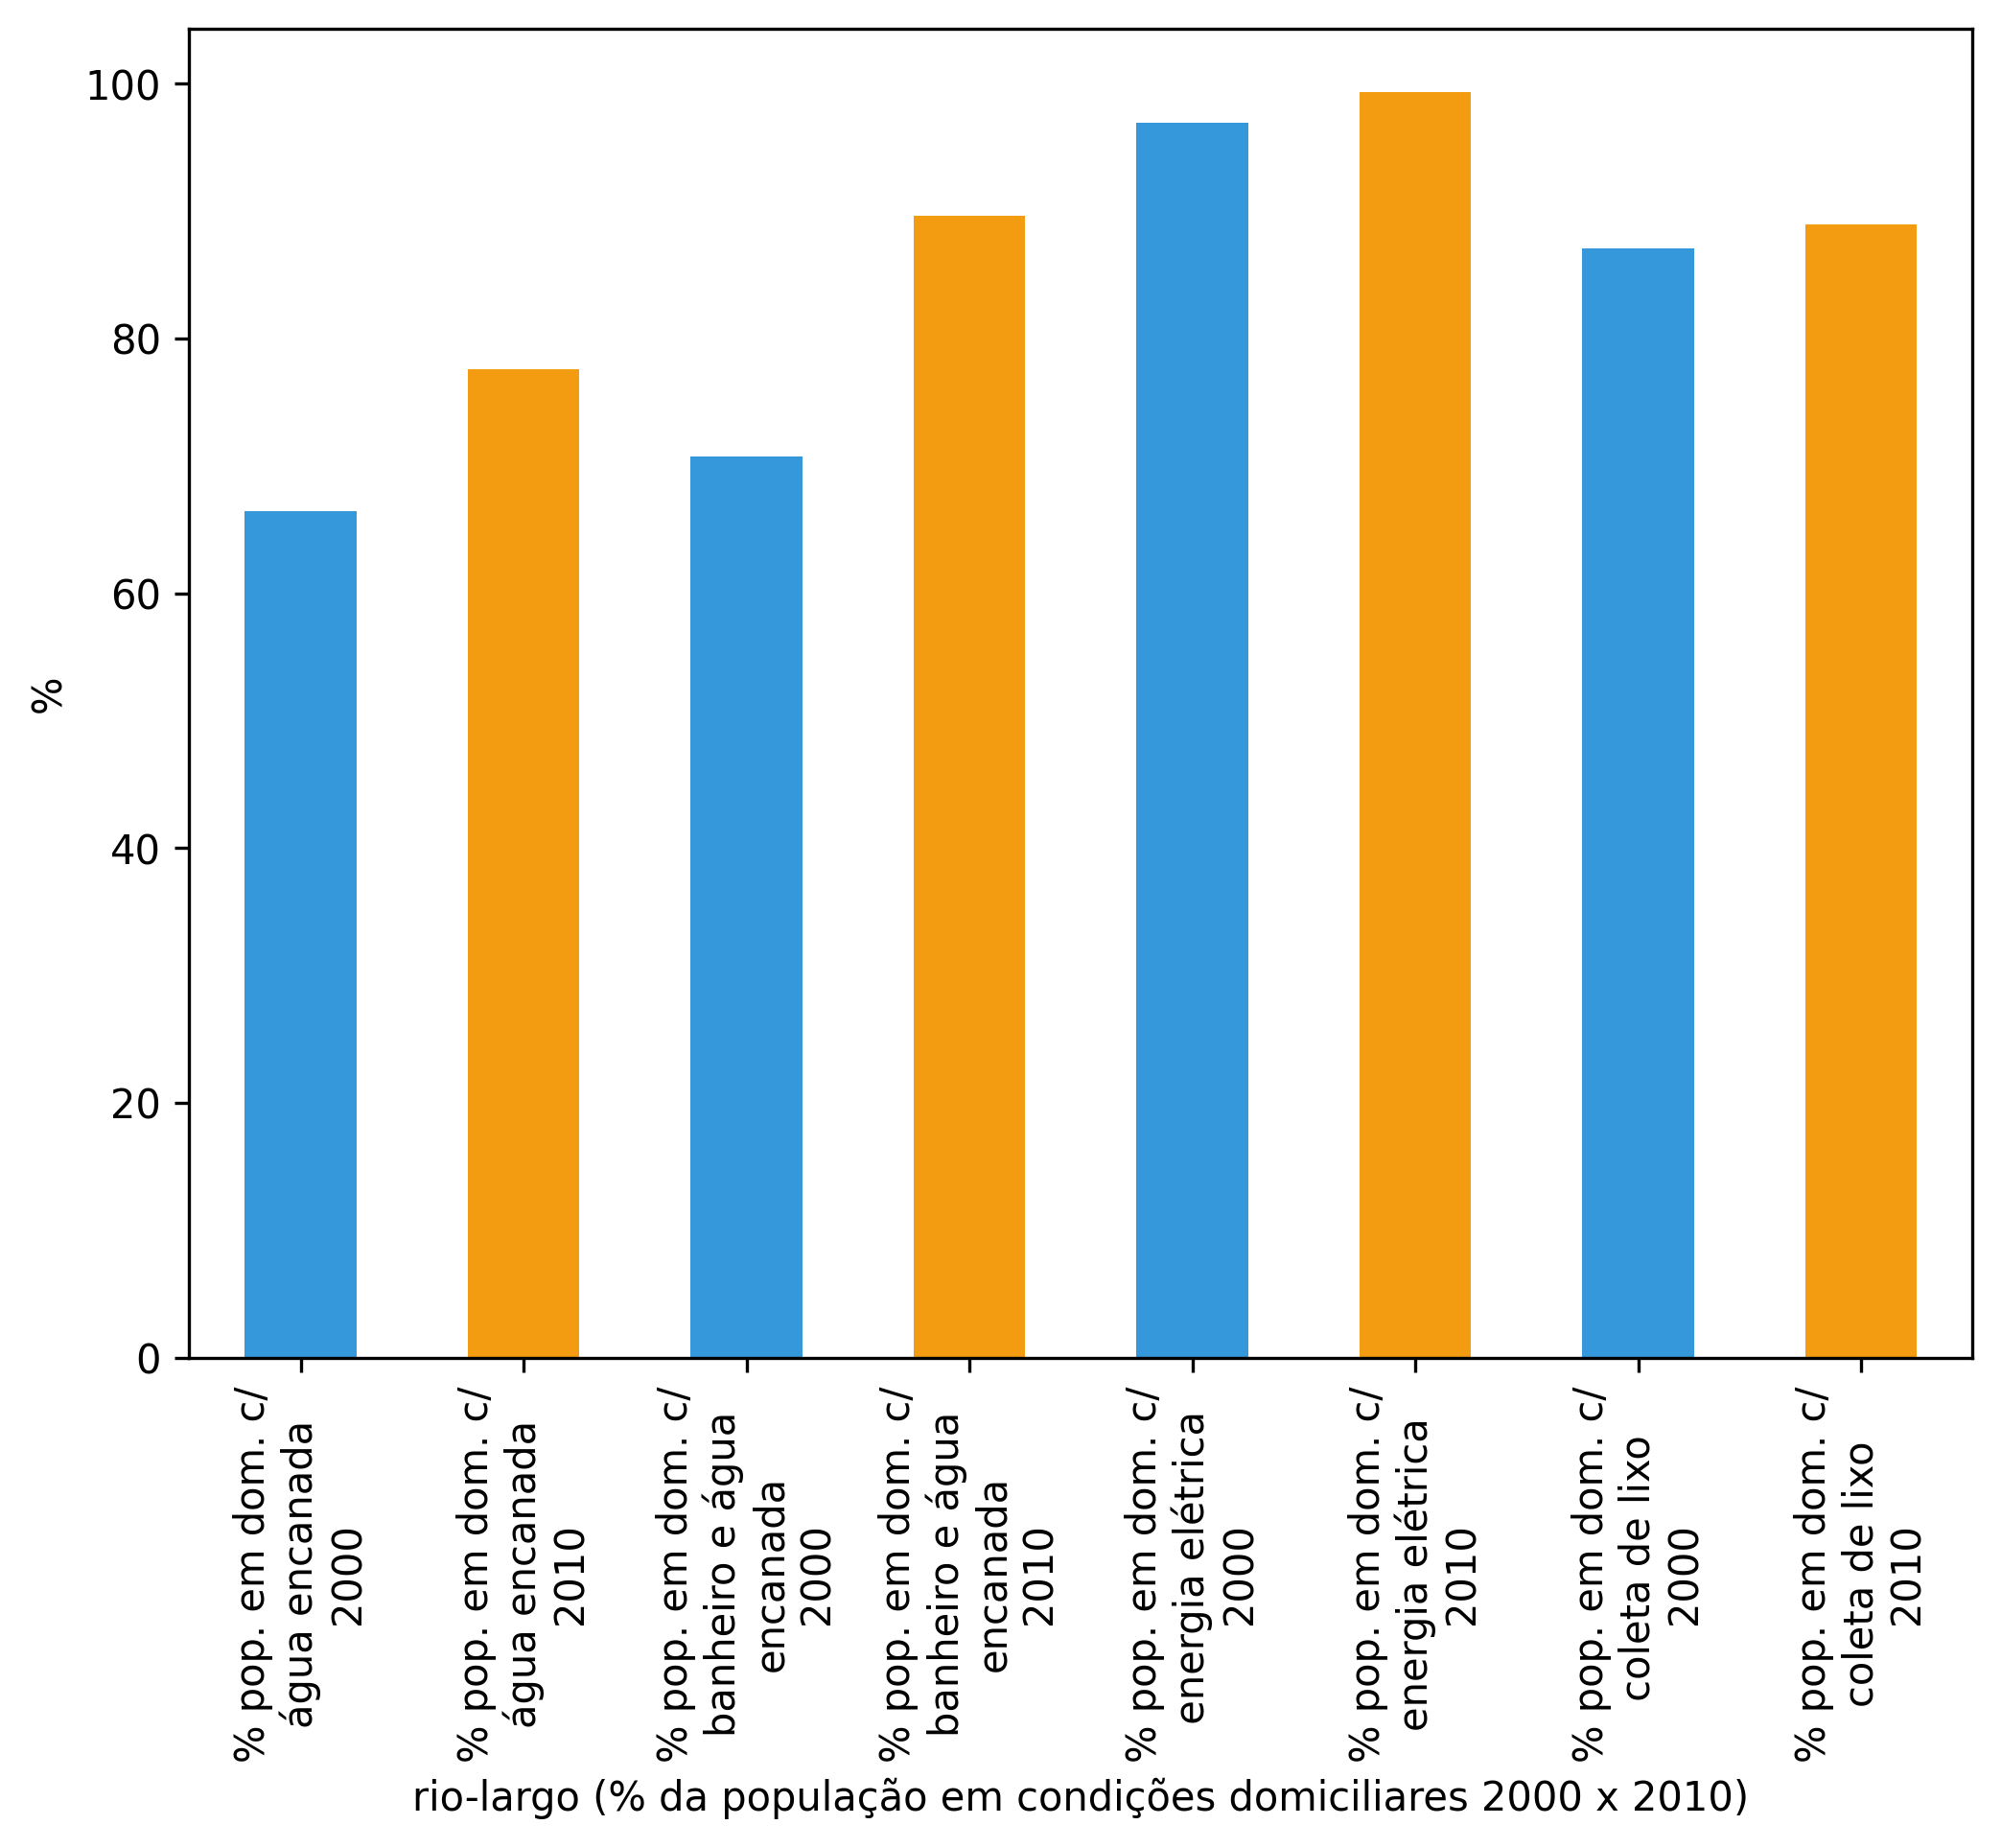 100
80
60
40
20
0
%
% pop. em dom. c/
água encanada
2000
% pop. em dom. c/
água encanada
2010
% pop. em dom. c/
banheiro e água
encanada
2000
% pop. em dom. c/
banheiro e água
encanada
2010
% pop. em dom. c/
energia elétrica
2000
% pop. em dom. c/
energia elétrica
2010
% pop. em dom. c/
coleta de lixo
2000
% pop. em dom. c/
coleta de lixo
2010
rio-largo (% da população em condições domiciliares 2000 x 2010)